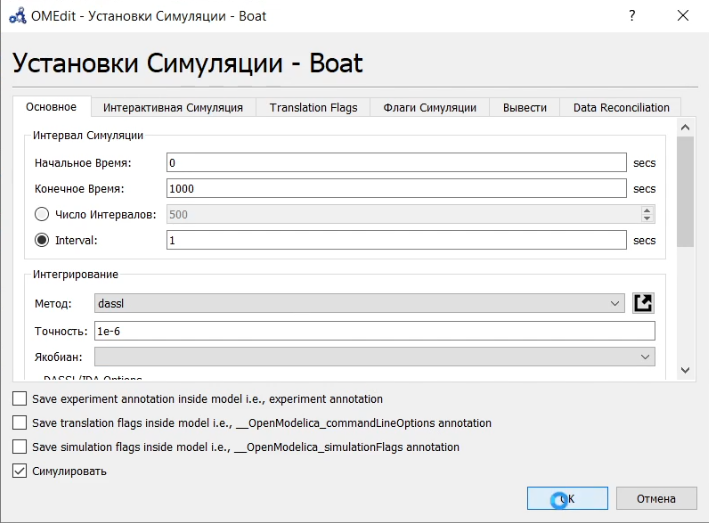 OMEdit - Установки Симуляции - Boat
Установки Симуляции - Boat
Основное Интерактивная Симуляция Translation Flags Флаги Симуляции Вывести Data Reconciliation
Интервал Симуляции
Начальное Время: 0 secs
Конечное Время: 1000 secs
Число Интервалов: 500
Interval: 1 secs
Интегрирование
Метод: dassl
Точность: 1e-6
Якобиан:
DASSL/IDA Options
Save experiment annotation inside model i.e., experiment annotation
Save translation flags inside model i.e., __OpenModelica_commandLineOptions annotation
Save simulation flags inside model i.e., __OpenModelica_simulationFlags annotation
Симулировать
OK Отмена